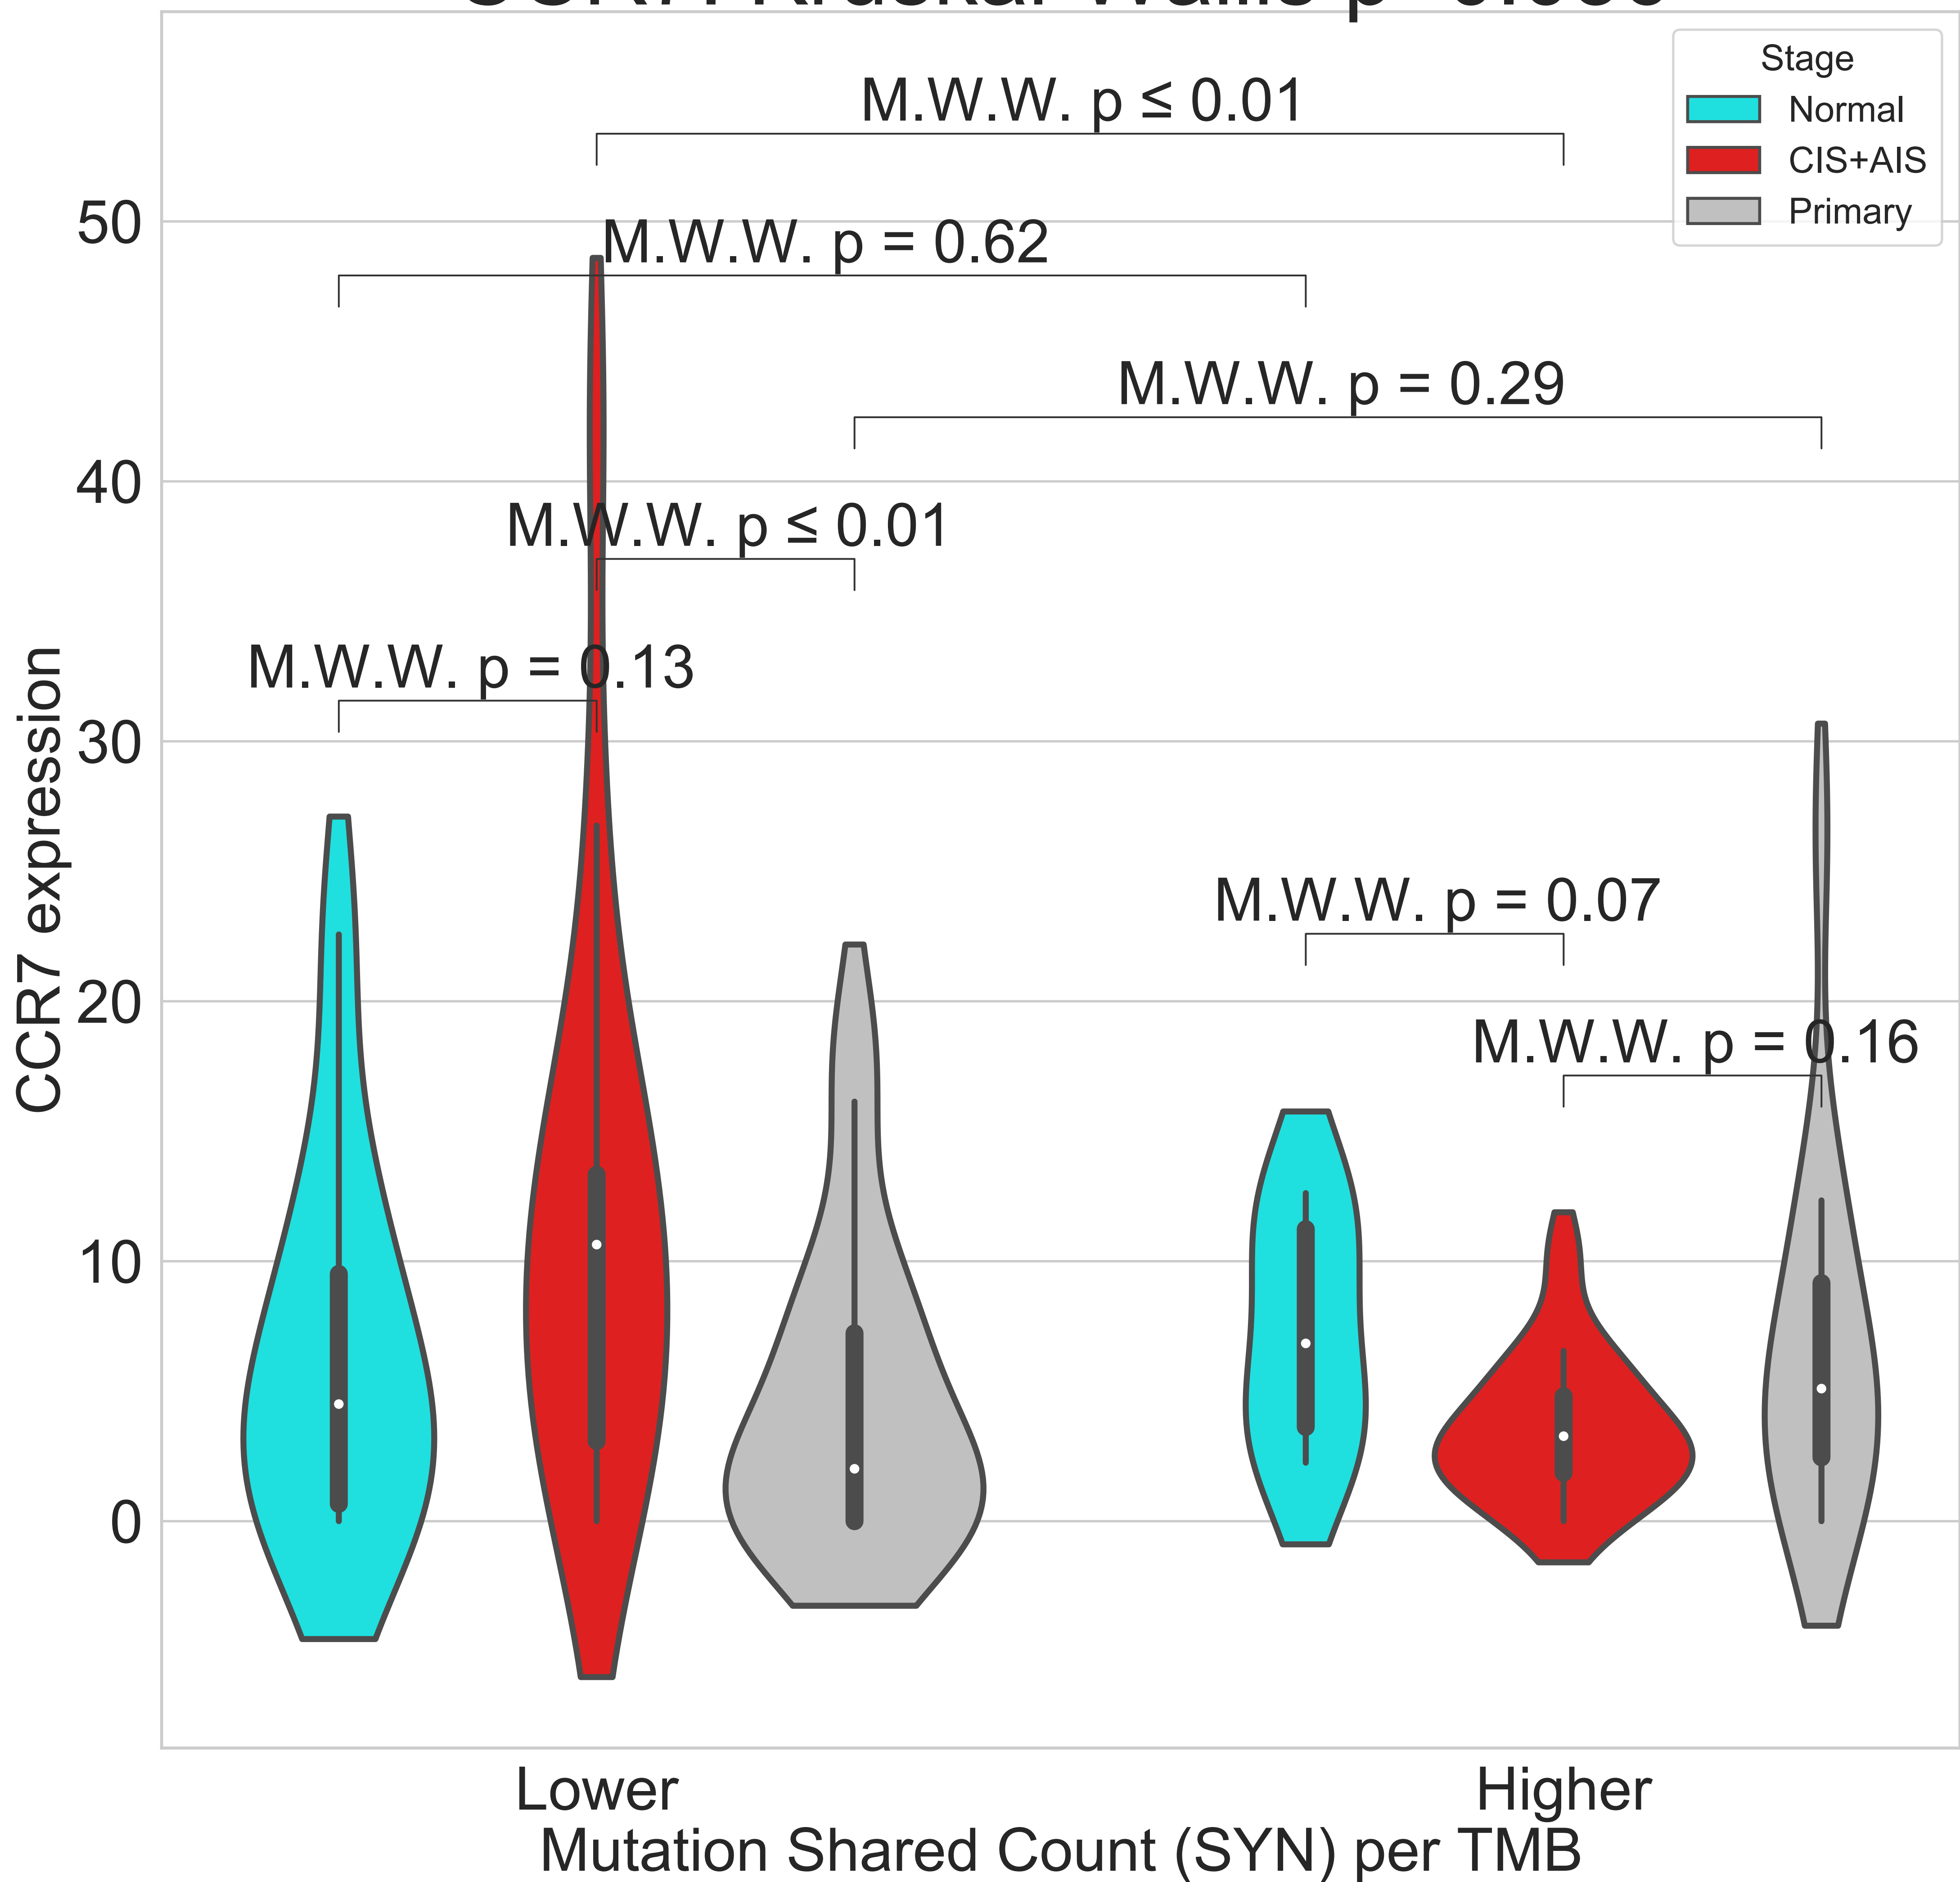 Stage
Normal
CIS+AIS
Primary
M.W.W. p ≤ 0.01
M.W.W. p = 0.62
M.W.W. p = 0.29
M.W.W. p ≤ 0.01
M.W.W. p = 0.13
M.W.W. p = 0.07
M.W.W. p = 0.16
50
40
30
20
10
0
CCR7 expression
Lower
Higher
Mutation Shared Count (SYN) per TMB